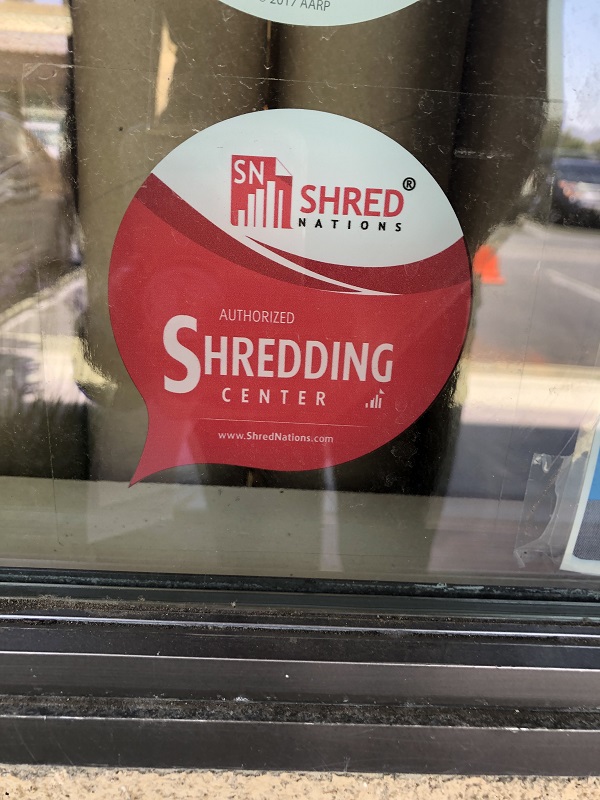 © 2017 AARP
SN
SHRED®
NATIONS
AUTHORIZED
SHREDDING
CENTER
www.ShredNations.com